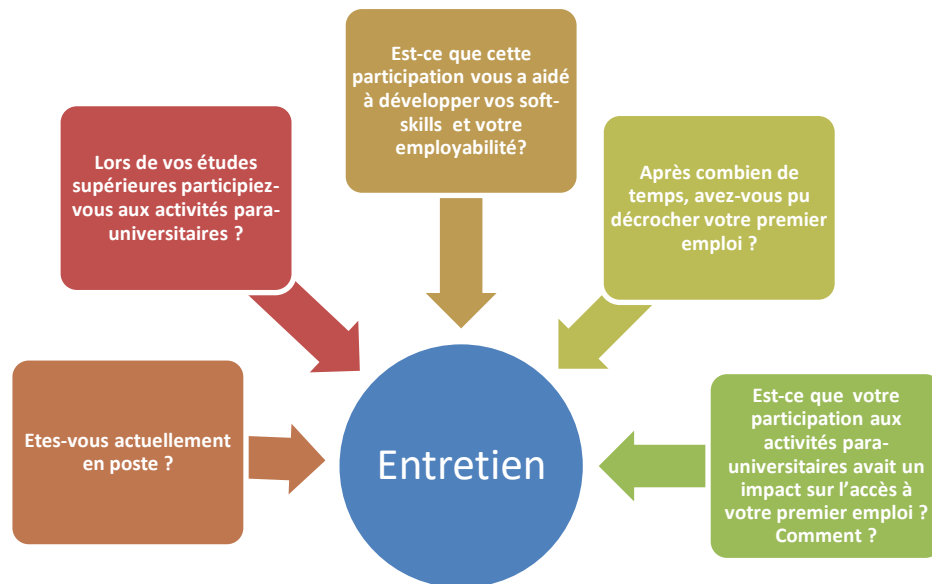 Est-ce que cette
participation vous a aidé
à développer vos soft-
skills et votre
employabilité?
Lors de vos études
supérieures participiez-
vous aux activités para-
universitaires ?
Après combien de
temps, avez-vous pu
décrocher votre premier
emploi ?
Etes-vous actuellement
en poste ?
Entretien
Est-ce que votre
participation aux
activités para-
universitaires avait un
impact sur l’accès à
votre premier emploi ?
Comment ?